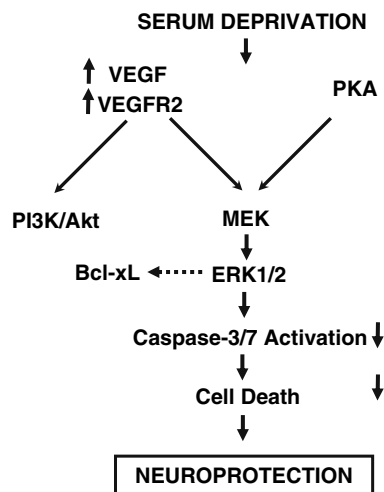 SERUM DEPRIVATION
VEGF
VEGFR2
PKA
PI3K/Akt
MEK
Bcl-xL
ERK1/2
Caspase-3/7 Activation
Cell Death
NEUROPROTECTION